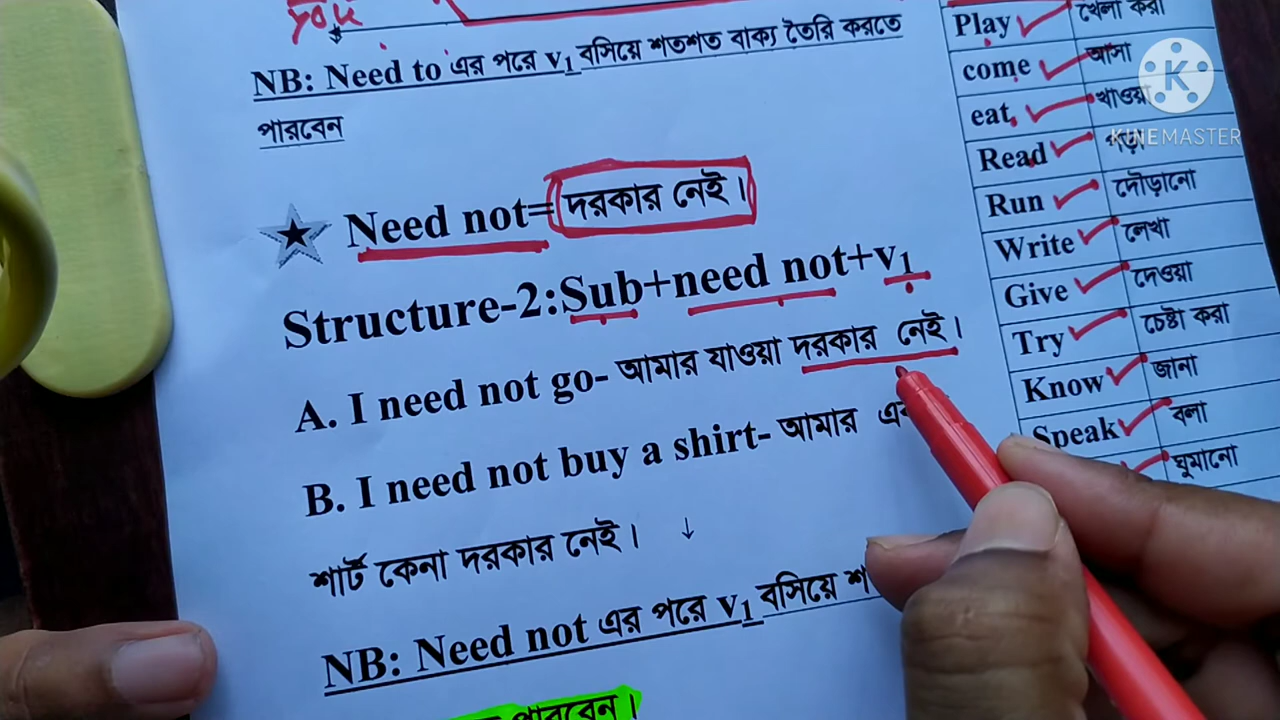 you
NB: Need to এর পরে v1 বসিয়ে শতশত বাক্য তৈরি করতে
পারবেন
Need not= দরকার নেই।
Structure-2:Sub+need not+v1
A. I need not go- আমার যাওয়া দরকার নেই।
B. I need not buy a shirt- আমার
শার্ট কেনা দরকার নেই। ↓
NB: Need not এর পরে v1 বসিয়ে
পারবেন।
Play খেলা করা
come আসা
eat, খাওয়া
Read পড়া
Run দৌড়ানো
Write লেখা
Give দেওয়া
Try চেষ্টা করা
Know জানা
Speak বলা
ঘুমানো
K
KINEMASTER